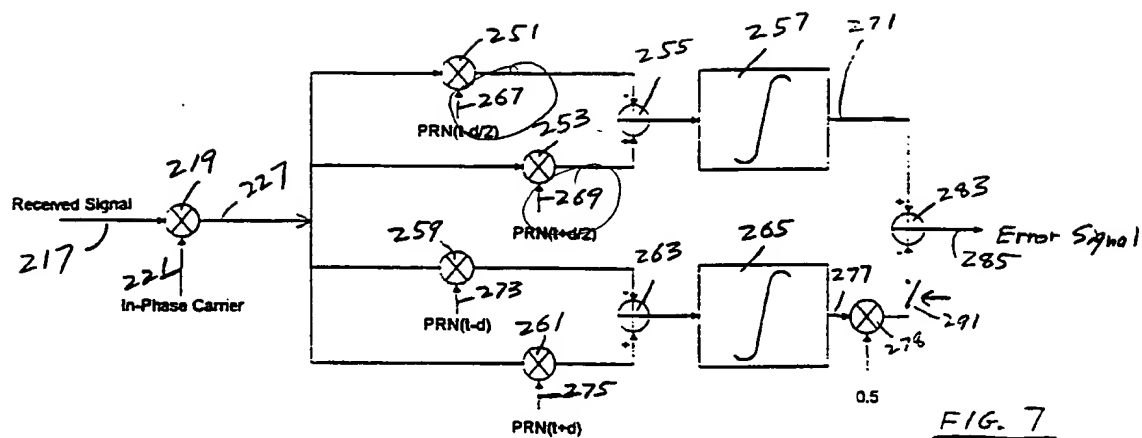 251
267
PRN(t-d/2)
255
257
271
253
219
227
269
PRN(t+d/2)
Received Signal
217
221
In-Phase Carrier
259
273
PRN(t-d)
263
265
277
278
0.5
283
Error Signal
285
291
261
275
PRN(t+d)
FIG. 7